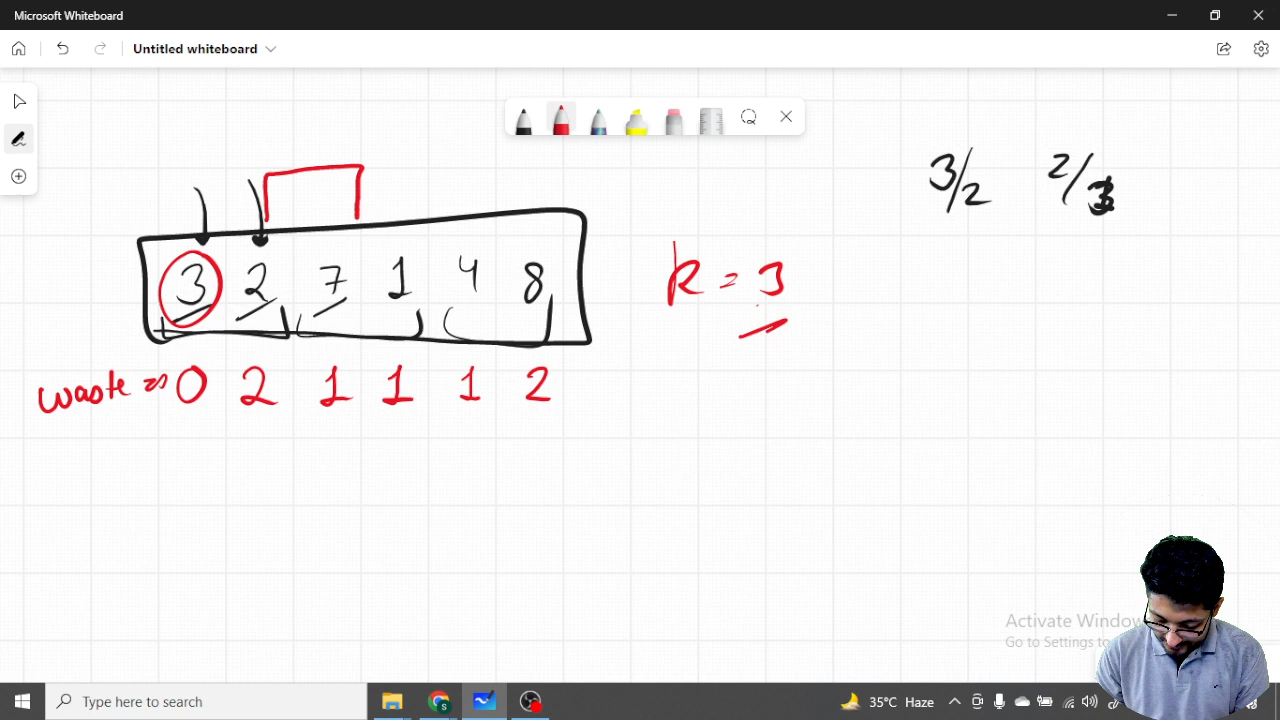 Microsoft Whiteboard
Untitled whiteboard
3/2 2/3
3 2 7 1 4 8
k = 3
waste = 0 2 1 1 1 2
Activate Window
Go to Settings to
Type here to search
35°C Haze